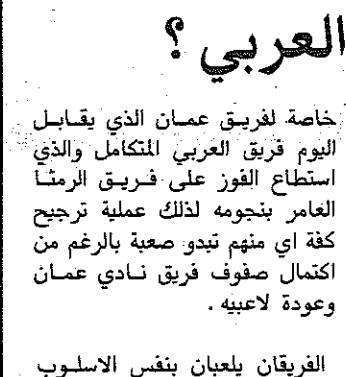 العربي ؟
خاصة لفريق عمان الذي يقابل
اليوم فريق العربي المتكامل والذي
استطاع الفوز على فريق الرمثا
العامر بنجومه لذلك عملية ترجيح
كفة اي منهم تبدو صعبة بالرغم من
اكتمال صفوف فريق نادي عمان
وعودة لاعبيه .
الفريقان يلعبان بنفس الاسلوب